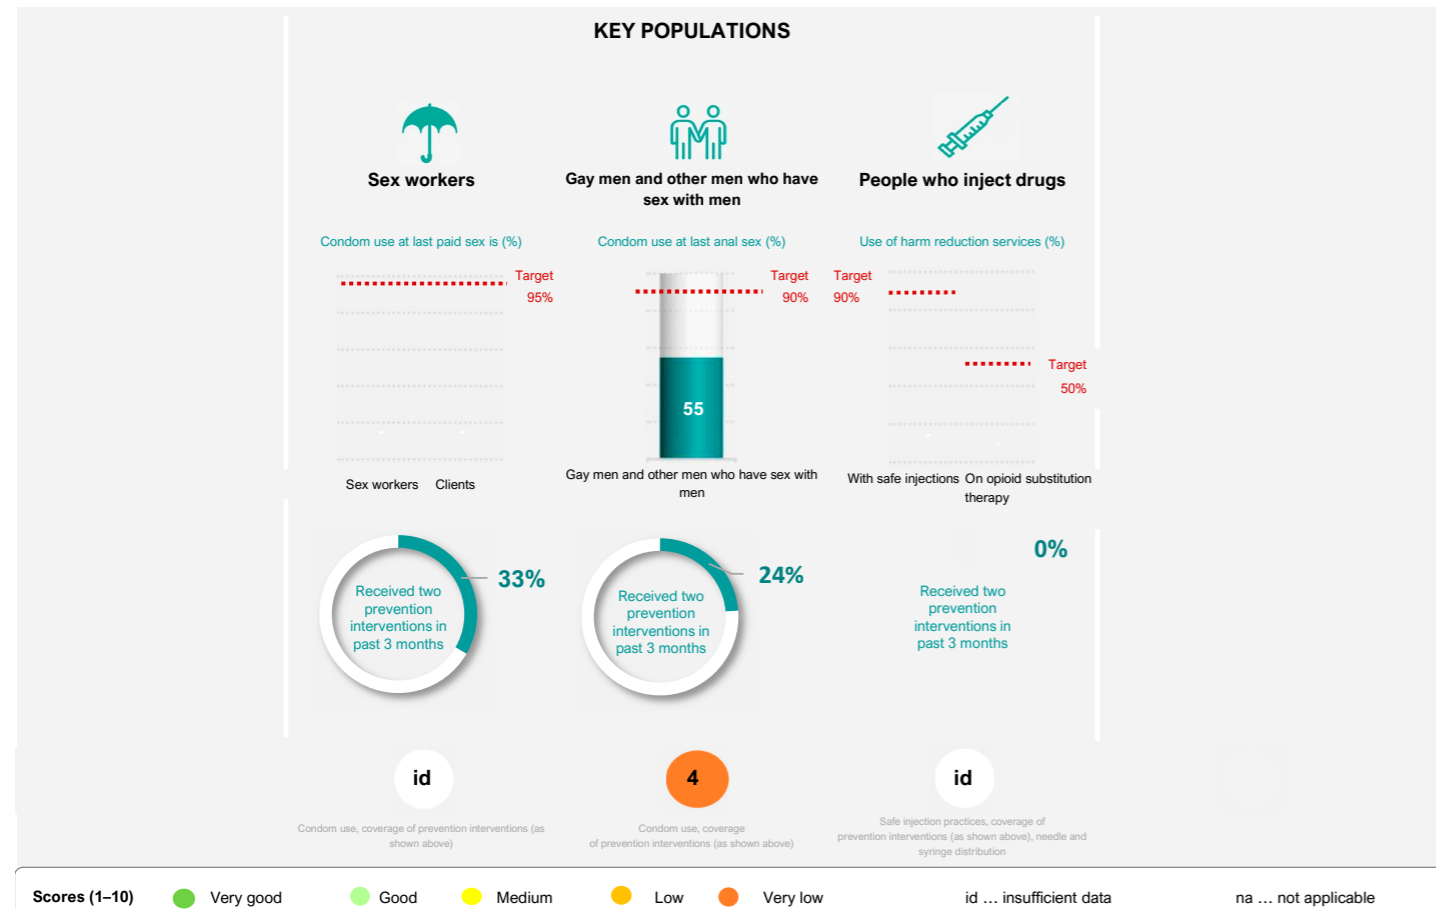 KEY POPULATIONS
Sex workers
Gay men and other men who have
sex with men
People who inject drugs
Condom use at last paid sex is (%)
Condom use at last anal sex (%)
Use of harm reduction services (%)
Target
95%
Target
90%
Target
90%
Target
50%
55
Sex workers
Clients
Gay men and other men who have sex with
men
With safe injections
On opioid substitution
therapy
33%
Received two
prevention
interventions in
past 3 months
24%
Received two
prevention
interventions in
past 3 months
0%
Received two
prevention
interventions in
past 3 months
id
4
id
Condom use, coverage of prevention interventions (as
shown above)
Condom use, coverage
of prevention interventions (as shown above)
Safe injection practices, coverage of
prevention interventions (as shown above), needle and
syringe distribution
Scores (1–10)
Very good
Good
Medium
Low
Very low
id … insufficient data
na … not applicable